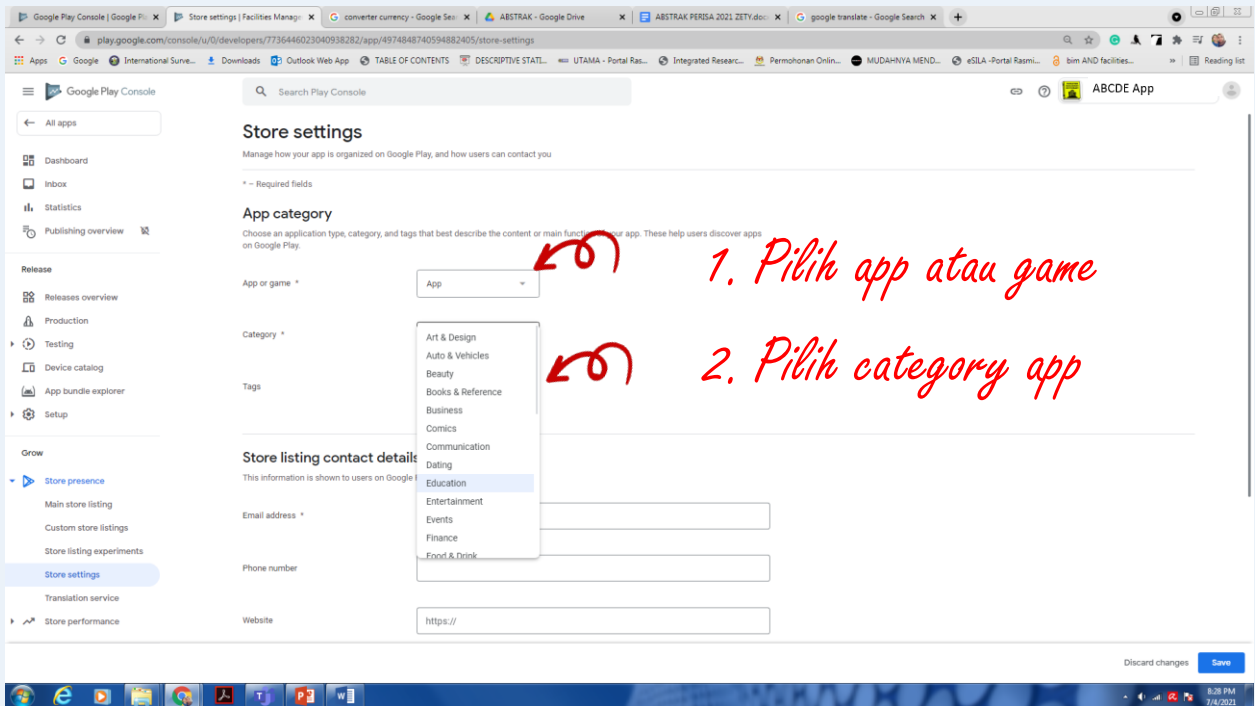 Google Play Console | Google Pl
Store settings | Facilities Manage
converter currency - Google Sea
ABSTRAK - Google Drive
ABSTRAK PERISA 2021 ZETY.doc
google translate - Google Search
play.google.com/console/u/0/developers/7736446023040938282/app/4974848740594882405/store-settings
Apps
Google
International Surve...
Downloads
Outlook Web App
TABLE OF CONTENTS
DESCRIPTIVE STATI...
UTAMA - Portal Ras...
Integrated Researc...
Permohonan Onlin...
MUDAHNYA MEND...
eSILA -Portal Rasmi...
bim AND facilities...
»
Reading list
Google Play Console
Search Play Console
ABCDE App
All apps
Dashboard
Inbox
Statistics
Publishing overview
Release
Releases overview
Production
Testing
Device catalog
App bundle explorer
Setup
Grow
Store presence
Main store listing
Custom store listings
Store listing experiments
Store settings
Translation service
Store performance
Store settings
Manage how your app is organized on Google Play, and how users can contact you
* – Required fields
App category
Choose an application type, category, and tags that best describe the content or main function of your app. These help users discover apps
on Google Play.
App or game *
App
Category *
Art & Design
Auto & Vehicles
Beauty
Books & Reference
Business
Comics
Communication
Dating
Education
Entertainment
Events
Finance
Food & Drink
Tags
1. Pilih app atau game
2. Pilih category app
Store listing contact details
This information is shown to users on Google
Email address *
Phone number
Website
https://
Discard changes
Save
8:28 PM
7/4/2021